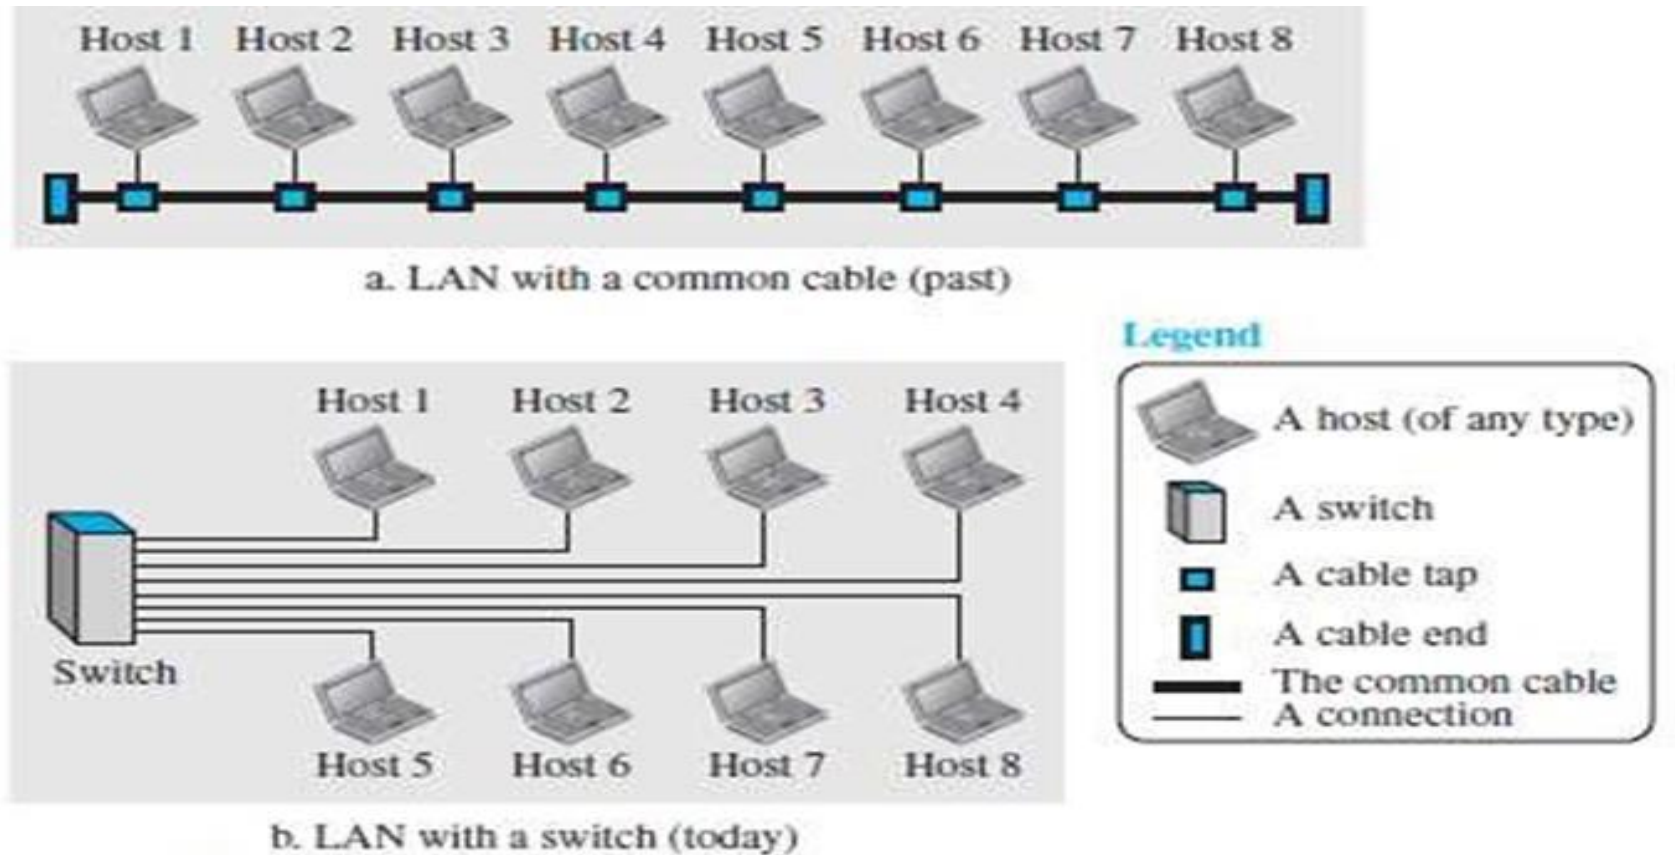 Host 1 Host 2 Host 3 Host 4 Host 5 Host 6 Host 7 Host 8
a. LAN with a common cable (past)
Legend
Host 1 Host 2 Host 3 Host 4
A host (of any type)
A switch
A cable tap
A cable end
Switch
The common cable
A connection
Host 5 Host 6 Host 7 Host 8
b. LAN with a switch (today)